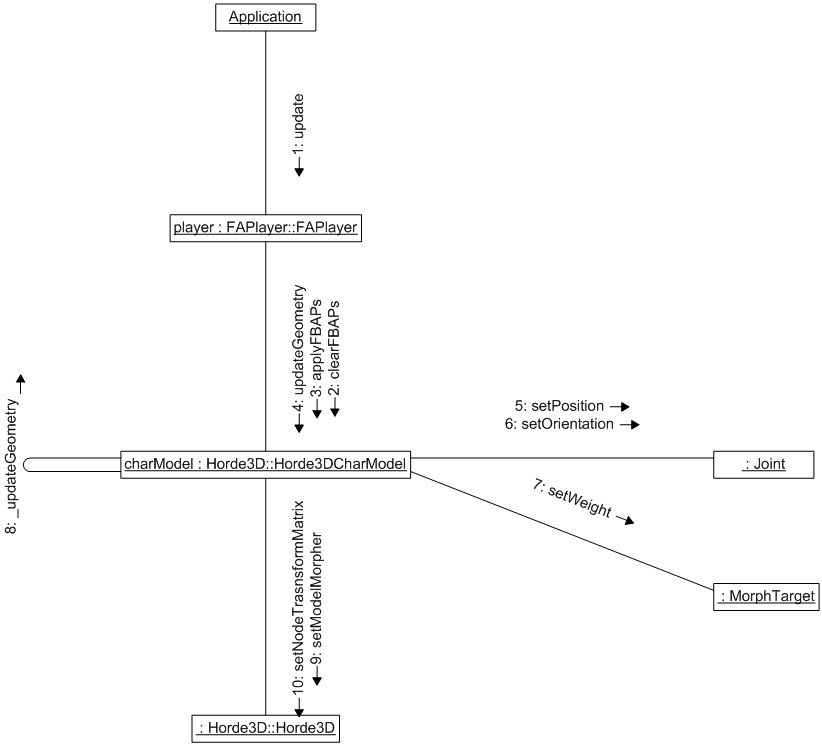 Application
1: update
player : FAPlayer::FAPlayer
4: updateGeometry
3: applyFBAPs
2: clearFBAPs
5: setPosition
6: setOrientation
8: _updateGeometry
charModel : Horde3D::Horde3DCharModel
: Joint
7: setWeight
: MorphTarget
10: setNodeTrasnsformMatrix
9: setModelMorpher
: Horde3D::Horde3D